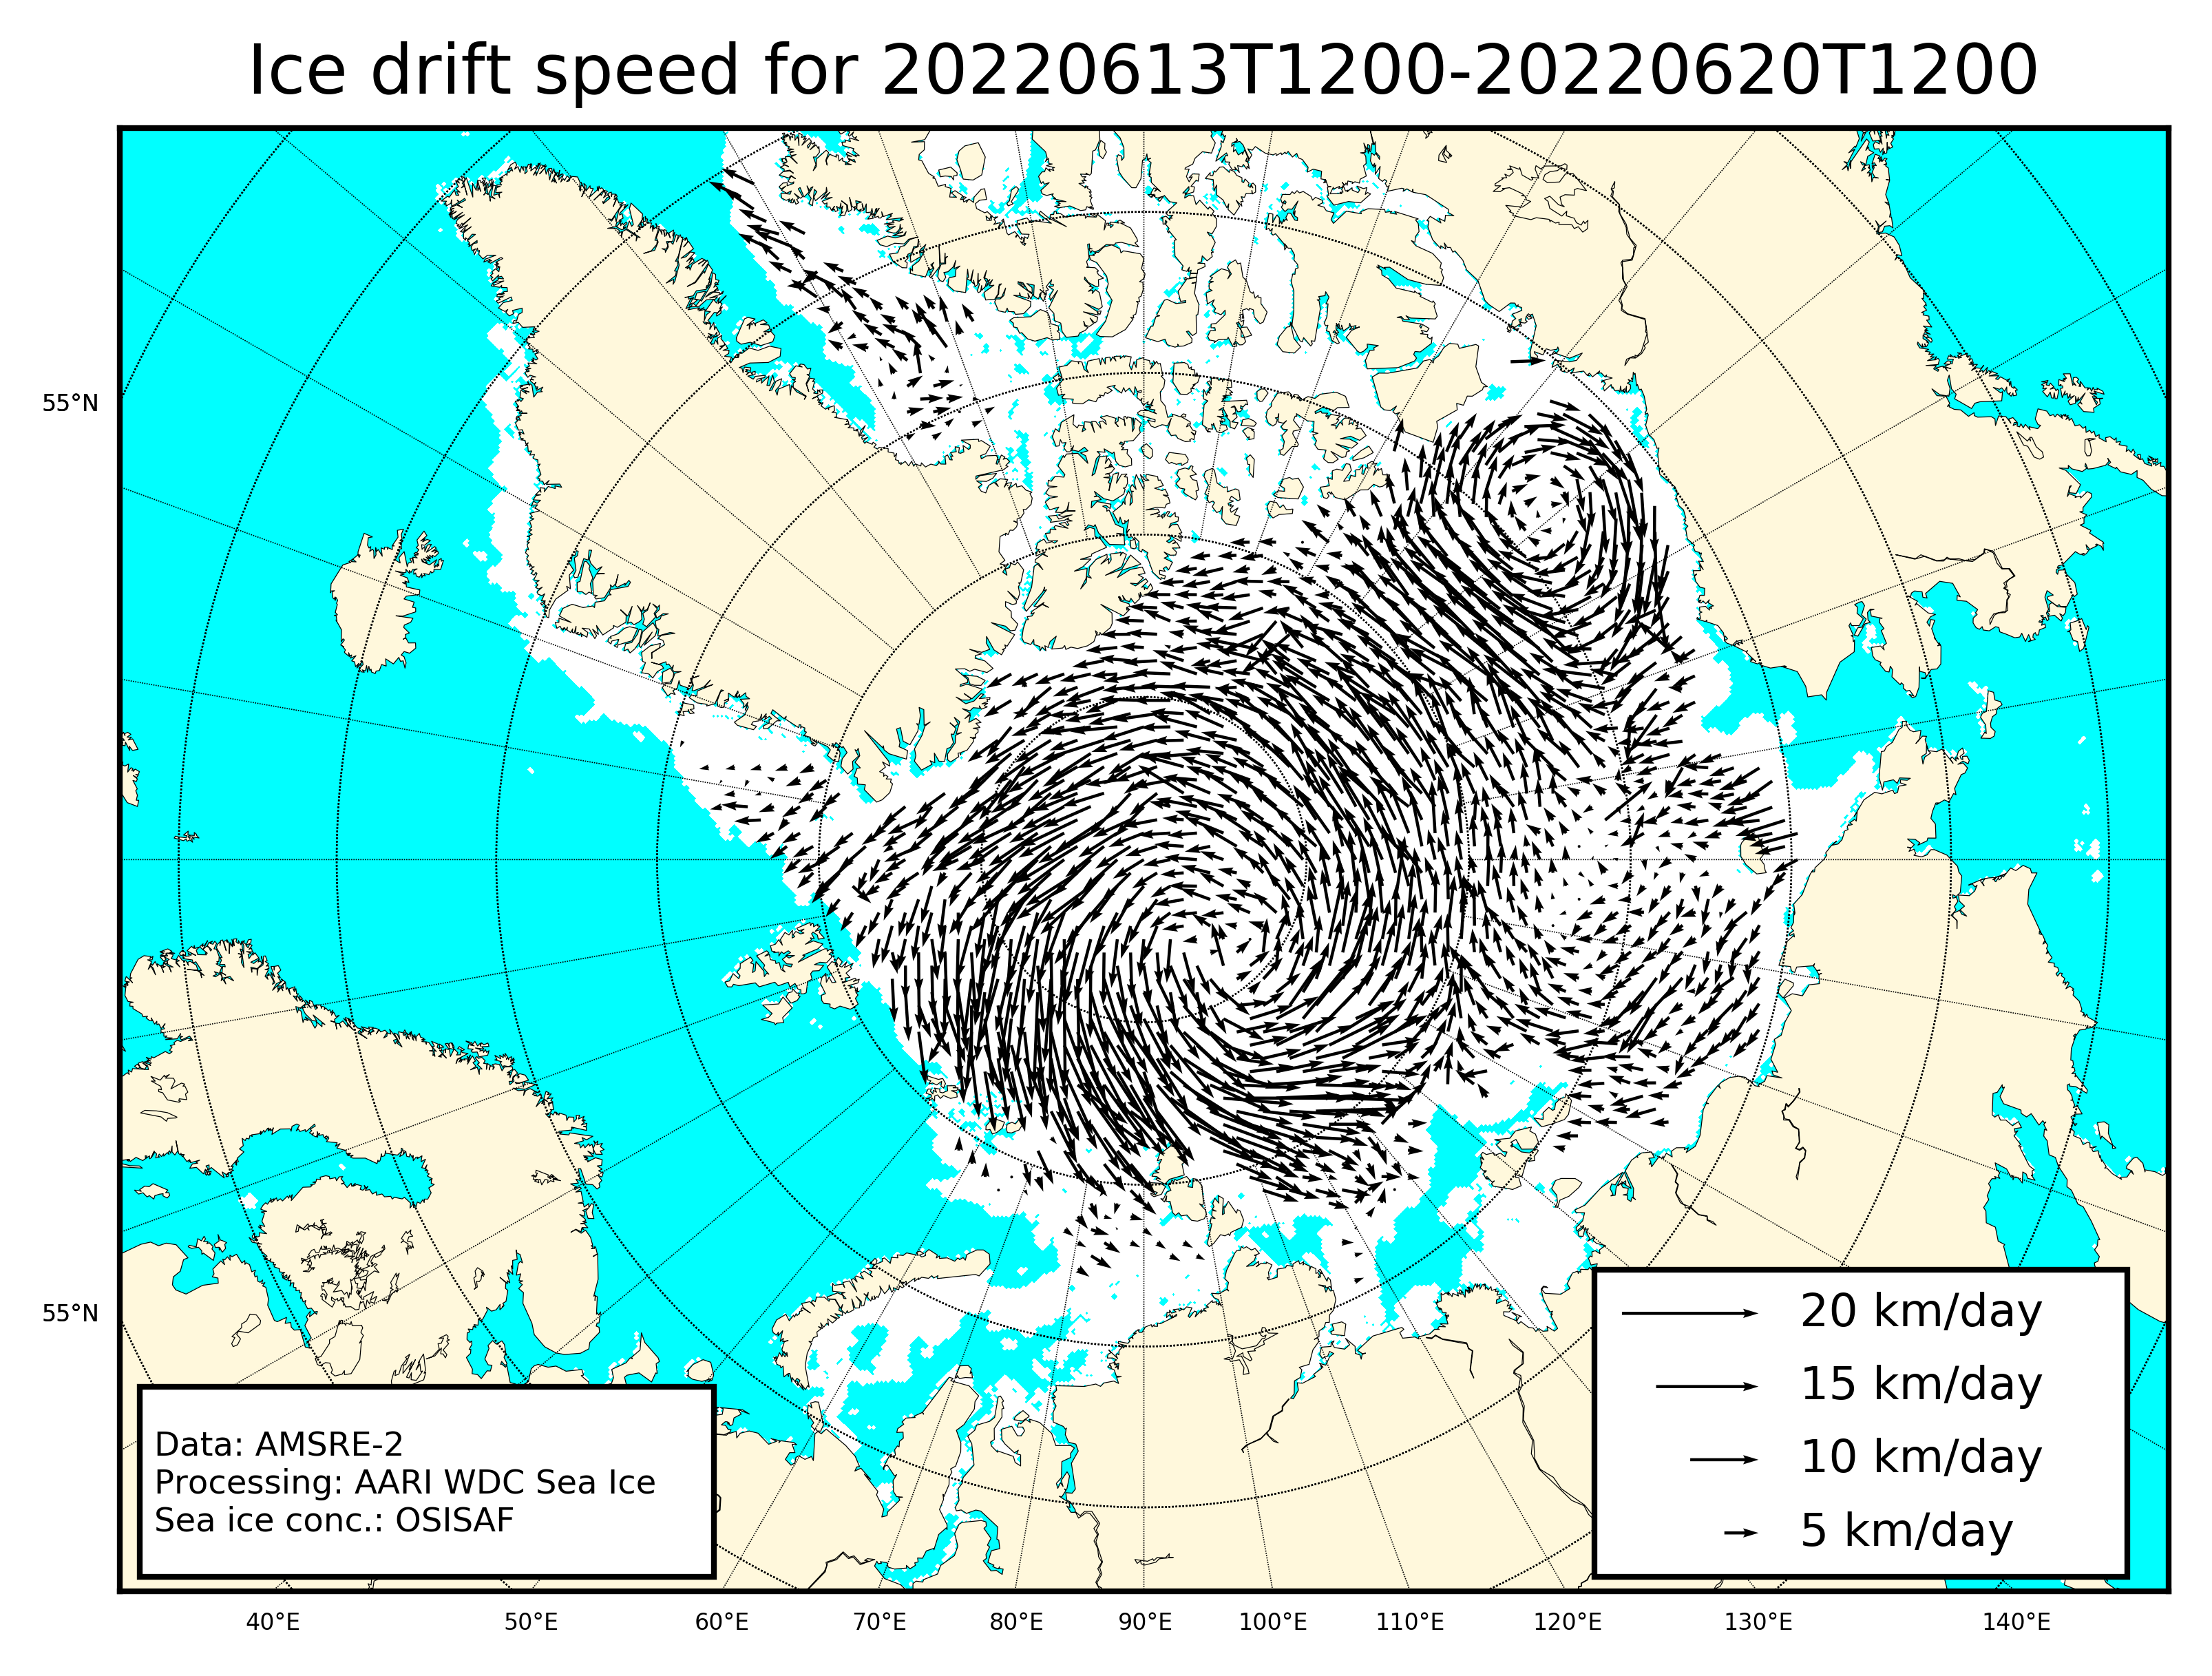 Ice drift speed for 20220613T1200-20220620T1200
55°N
55°N
20 km/day
15 km/day
10 km/day
5 km/day
Data: AMSRE-2
Processing: AARI WDC Sea Ice
Sea ice conc.: OSISAF
40°E 50°E 60°E 70°E 80°E 90°E 100°E 110°E 120°E 130°E 140°E